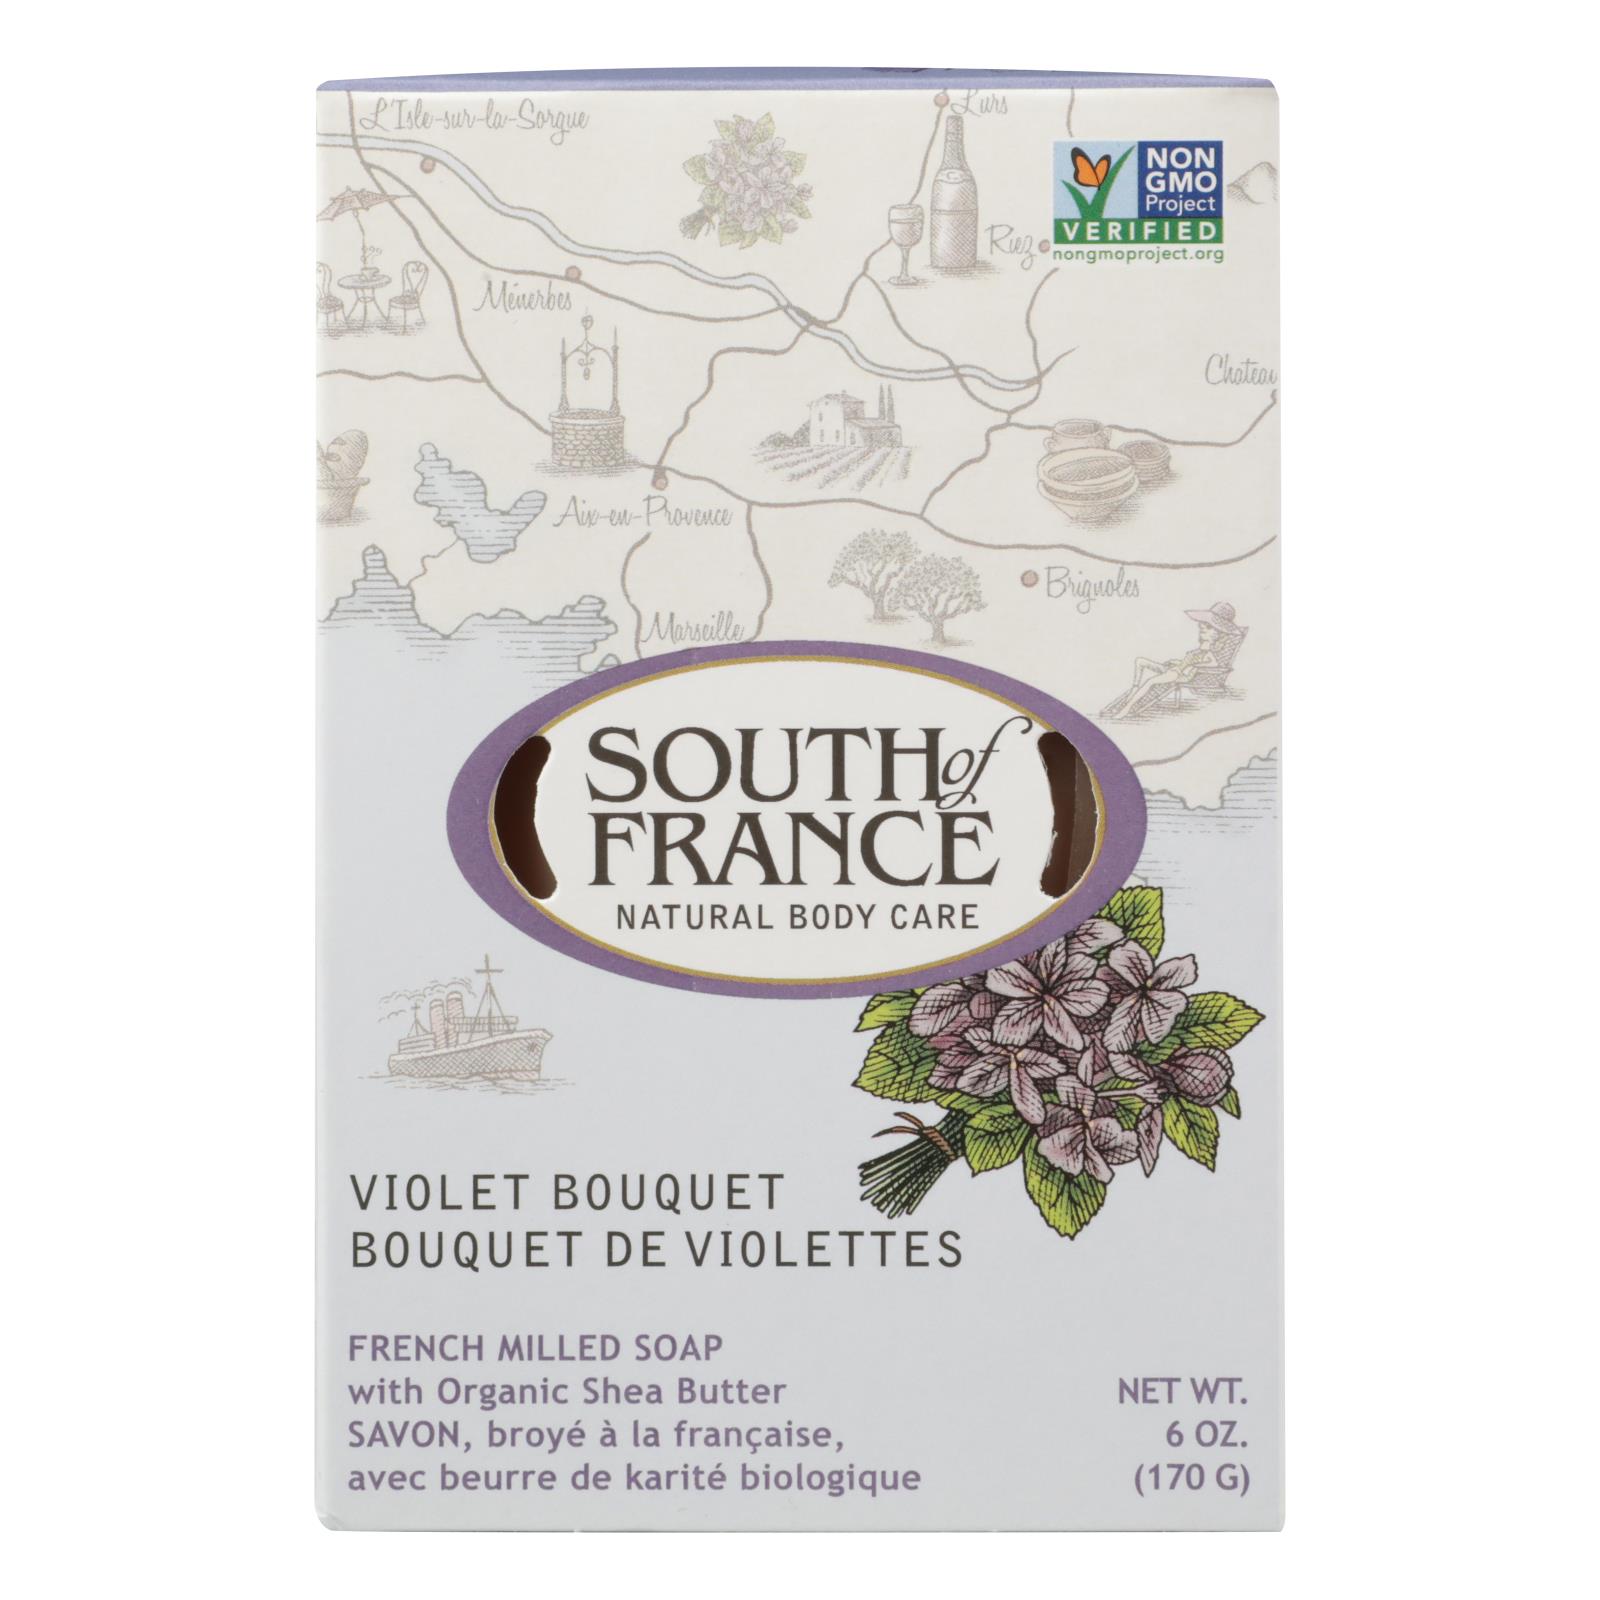 L'Isle-sur-la-Sorgue
Lurs
NON
GMO
Project
VERIFIED
nongmoproject.org
Riez
Ménerbes
Chateau
Aix-en-Provence
Brignoles
Marseille
SOUTH of
FRANCE
NATURAL BODY CARE
VIOLET BOUQUET
BOUQUET DE VIOLETTES
FRENCH MILLED SOAP
with Organic Shea Butter
SAVON, broyé à la française,
avec beurre de karité biologique
NET WT.
6 OZ.
(170 G)